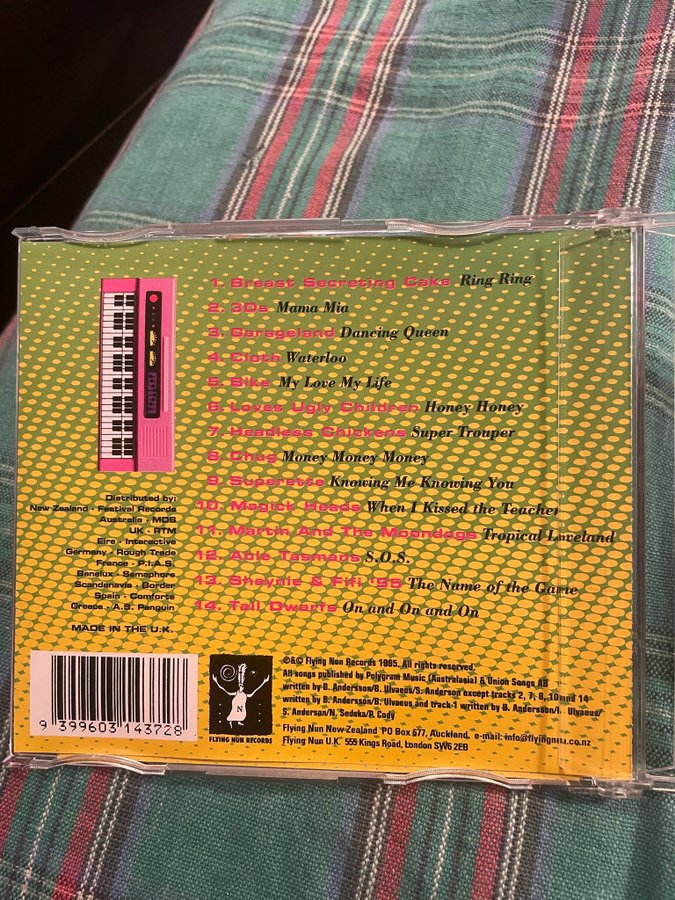 1. Breast Secreting Cake Ring Ring
2. 3Ds Mama Mia
3. Garageland Dancing Queen
4. Cloth Waterloo
5. Bike My Love My Life
6. Loves Ugly Children Honey Honey
7. Headless Chickens Super Trouper
8. Chug Money Money Money
9. Superette Knowing Me Knowing You
10. Magick Heads When I Kissed the Teacher
11. Martin And The Moondogs Tropical Loveland
12. Able Tasmans S.O.S.
13. Shaynie & Fifi '95 The Name of the Game
14. Tall Dwarfs On and On and On
Distributed by:
New Zealand - Festival Records
Australia - MDS
UK - RTM
Eire - Interactive
Germany - Rough Trade
France - P.I.A.S.
Benelux - Semaphore
Scandanavia - Border
Spain - Comforte
Greece - A.S. Penguin
MADE IN THE U.K.
9 399603 143728
N
FLYING NUN RECORDS
©&© Flying Nun Records 1995. All rights reserved.
All songs published by Polygram Music (Australasia) & Union Songs AB
written by B. Andersson/B. Ulvaeus/S. Anderson except tracks 2, 7, 8, 10 and 14
written by B. Andersson/B. Ulvaeus and track 1 written by B. Andersson/ Ulvaeus/
S. Anderson/N. Sedeka/P. Cody
Flying Nun New Zealand PO Box 677, Auckland. e-mail: info@flyingnun.co.nz
Flying Nun U.K. 555 Kings Road, London SW6 2EB